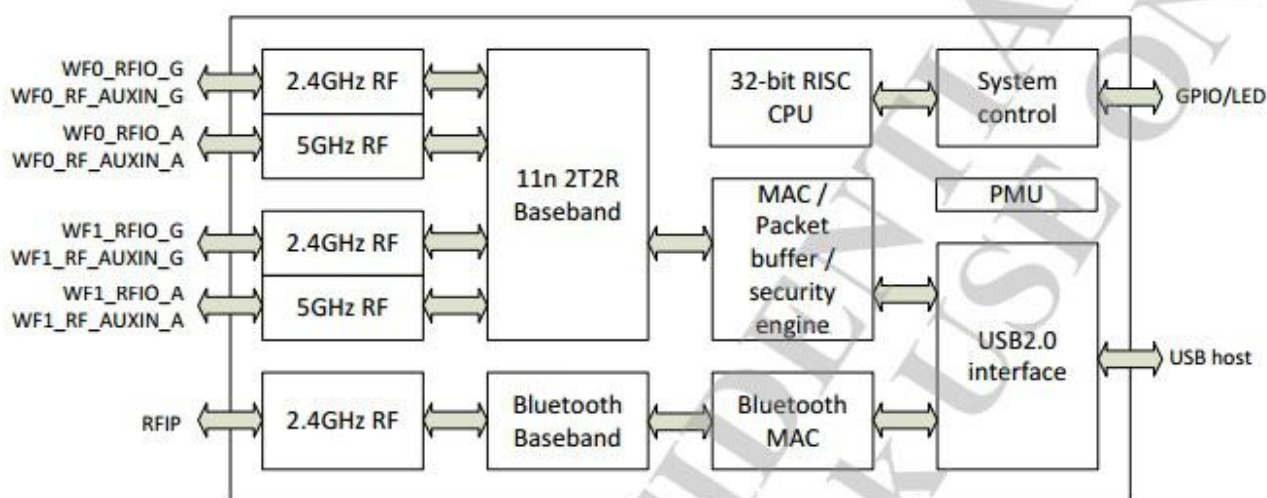 WF0_RFIO_G
WF0_RF_AUXIN_G
WF0_RFIO_A
WF0_RF_AUXIN_A
WF1_RFIO_G
WF1_RF_AUXIN_G
WF1_RFIO_A
WF1_RF_AUXIN_A
RFIP
2.4GHz RF
5GHz RF
2.4GHz RF
5GHz RF
2.4GHz RF
11n 2T2R
Baseband
Bluetooth
Baseband
32-bit RISC
CPU
MAC /
Packet
buffer /
security
engine
Bluetooth
MAC
System
control
PMU
USB2.0
interface
GPIO/LED
USB host